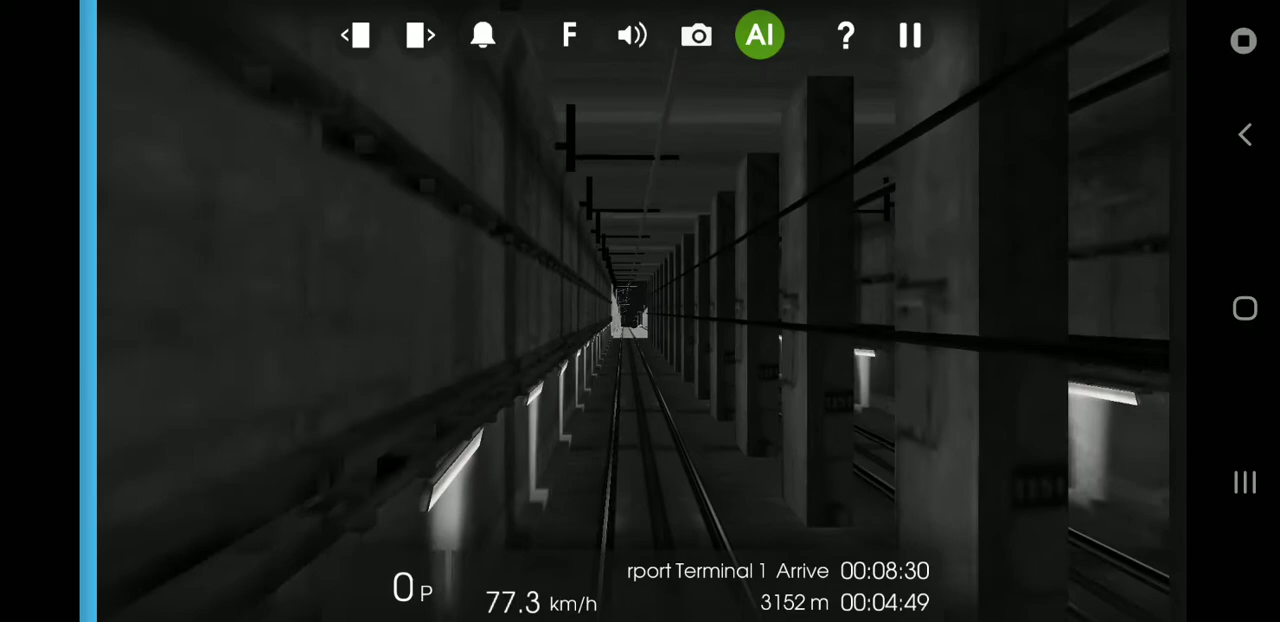 F
AI
?
rport Terminal 1 Arrive 00:08:30
0 P
77.3 km/h
3152 m 00:04:49